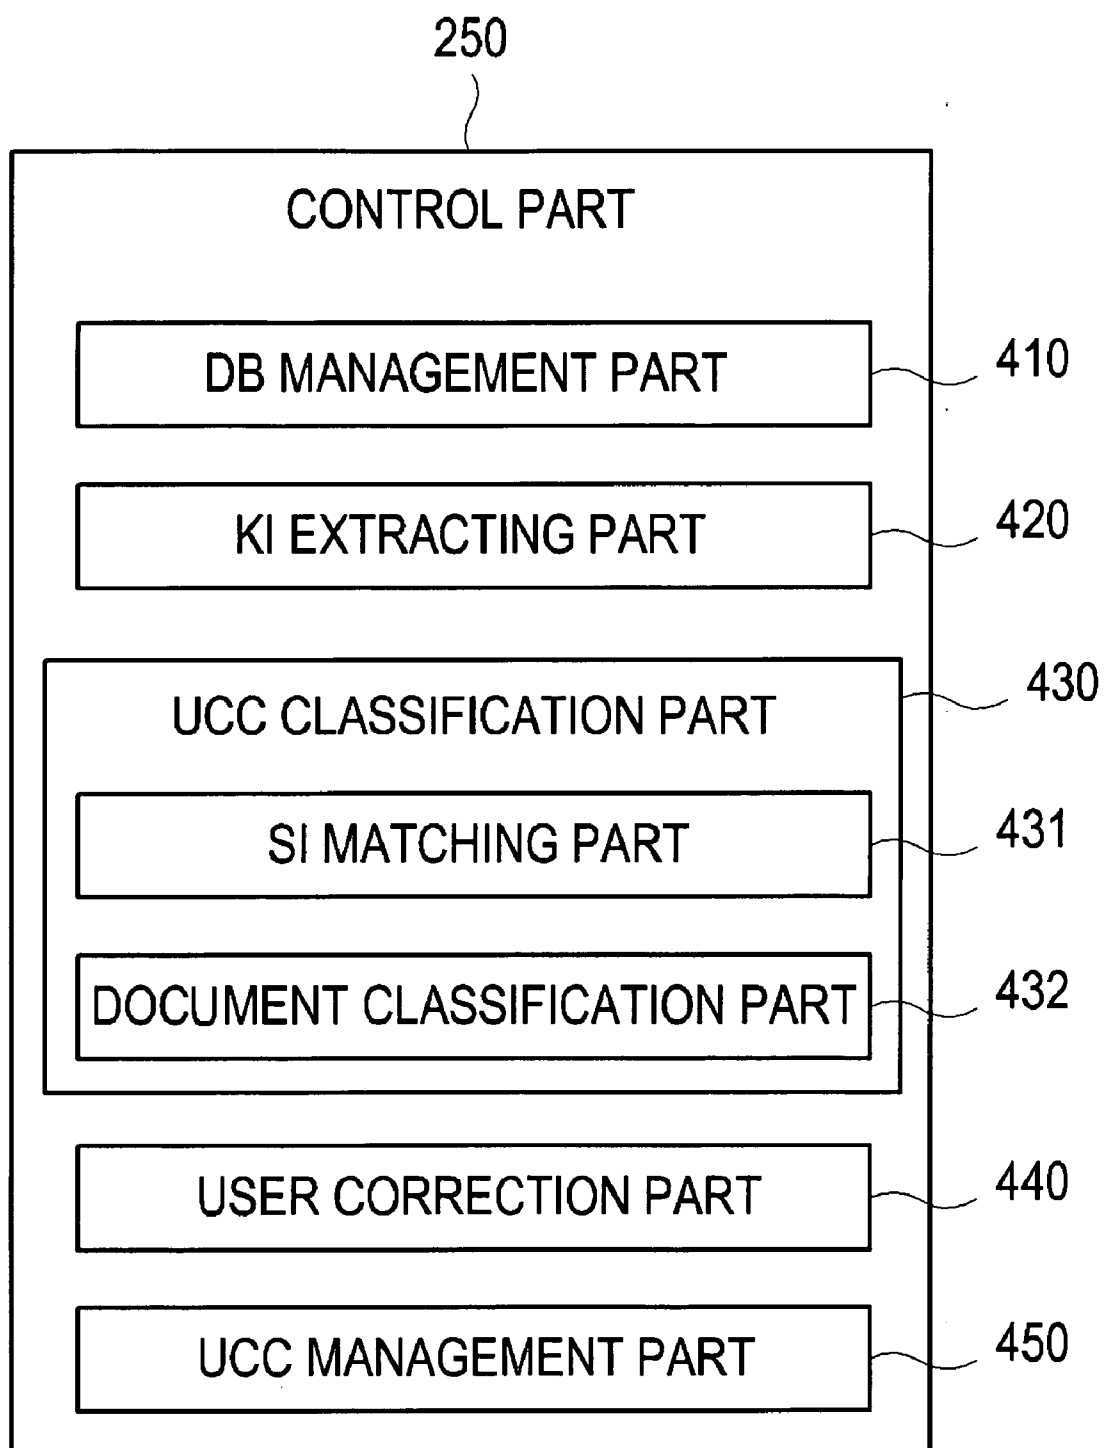 250
CONTROL PART
DB MANAGEMENT PART
410
KI EXTRACTING PART
420
UCC CLASSIFICATION PART
430
SI MATCHING PART
431
DOCUMENT CLASSIFICATION PART
432
USER CORRECTION PART
440
UCC MANAGEMENT PART
450